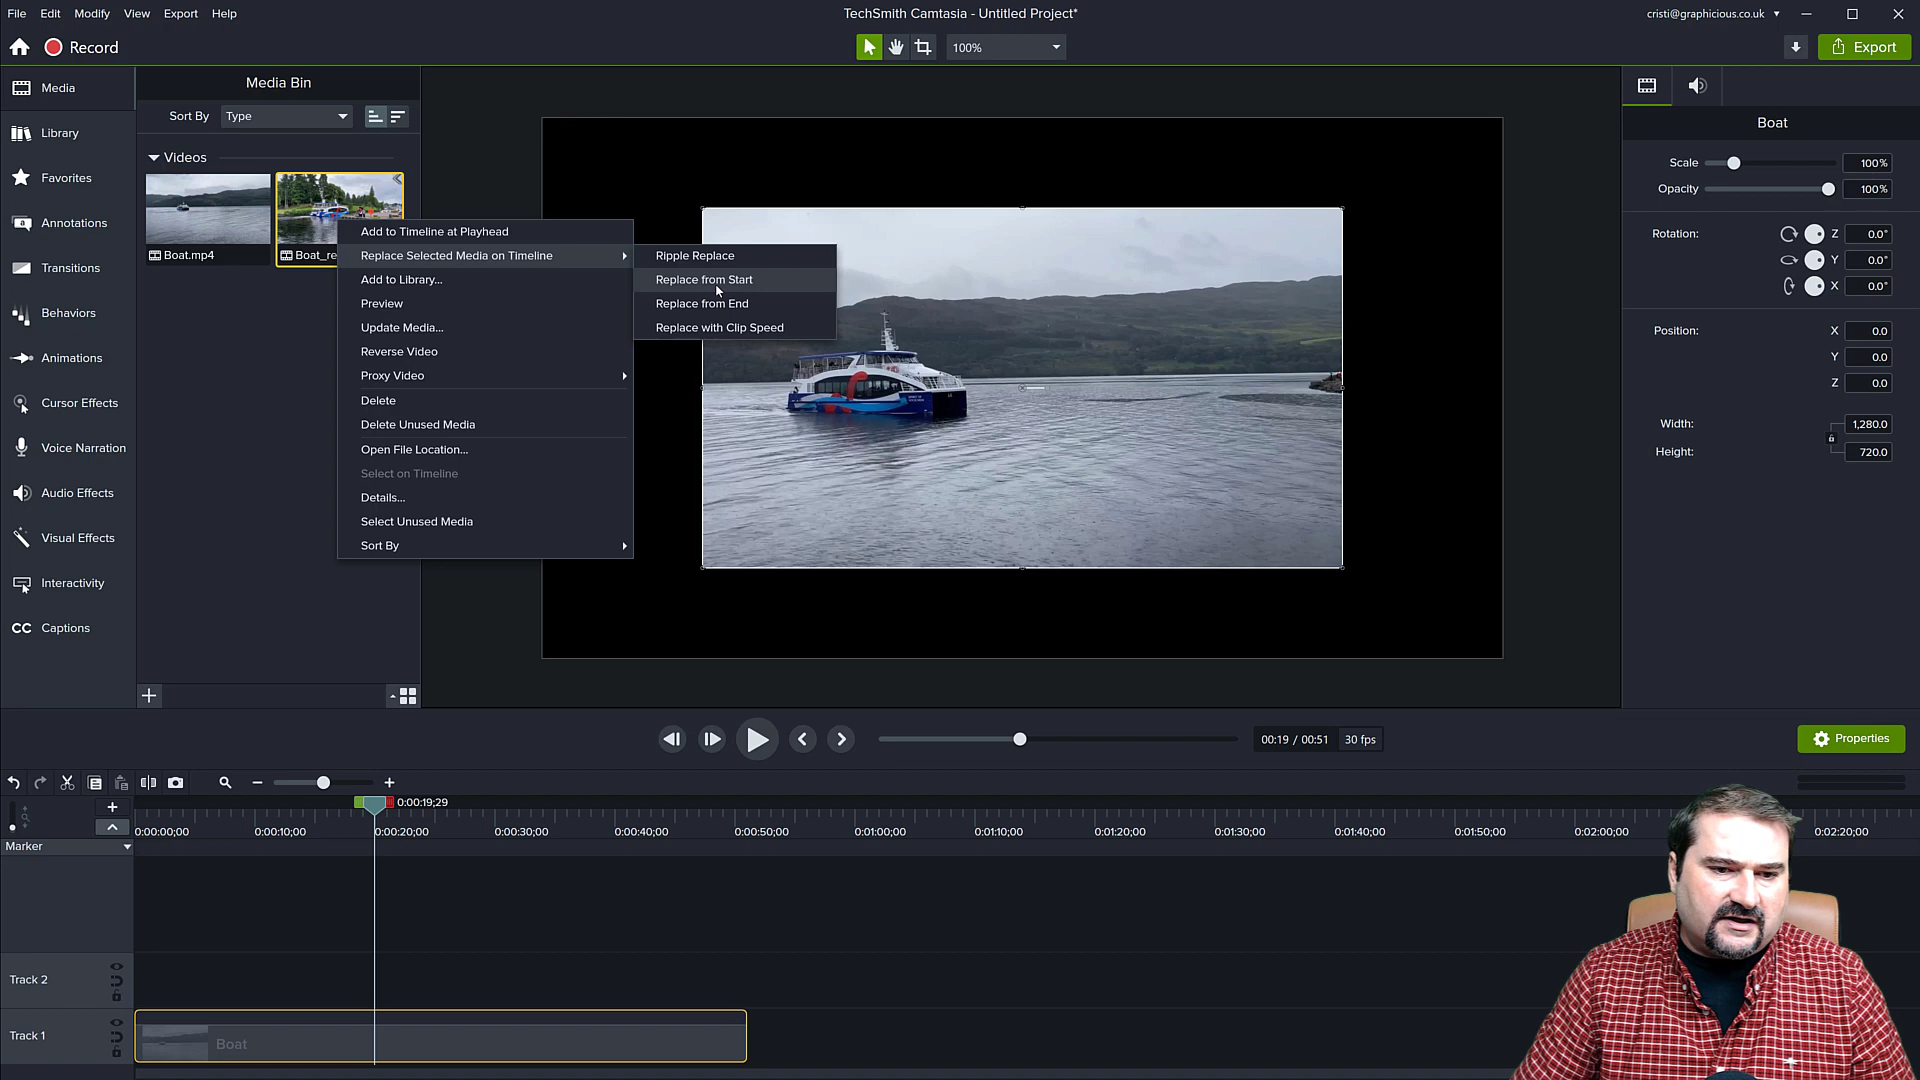 File Edit Modify View Export Help
TechSmith Camtasia - Untitled Project*
cristi@graphicious.co.uk
Record
100%
Export
Media
Library
Favorites
Annotations
Transitions
Behaviors
Animations
Cursor Effects
Voice Narration
Audio Effects
Visual Effects
Interactivity
CC Captions
Media Bin
Sort By Type
Videos
Boat.mp4
Boat_re
Add to Timeline at Playhead
Replace Selected Media on Timeline
Add to Library...
Preview
Update Media...
Reverse Video
Proxy Video
Delete
Delete Unused Media
Open File Location...
Select on Timeline
Details...
Select Unused Media
Sort By
Ripple Replace
Replace from Start
Replace from End
Replace with Clip Speed
Boat
Scale 100%
Opacity 100%
Rotation: Z 0.0°
Y 0.0°
X 0.0°
Position: X 0.0
Y 0.0
Z 0.0
Width: 1,280.0
Height: 720.0
00:19 / 00:51 30 fps
Properties
0:00:19;29
0:00:00;00 0:00:10;00 0:00:20;00 0:00:30;00 0:00:40;00 0:00:50;00 0:01:00;00 0:01:10;00 0:01:20;00 0:01:30;00 0:01:40;00 0:01:50;00 0:02:00;00 0:02:20;00
Marker
Track 2
Track 1
Boat